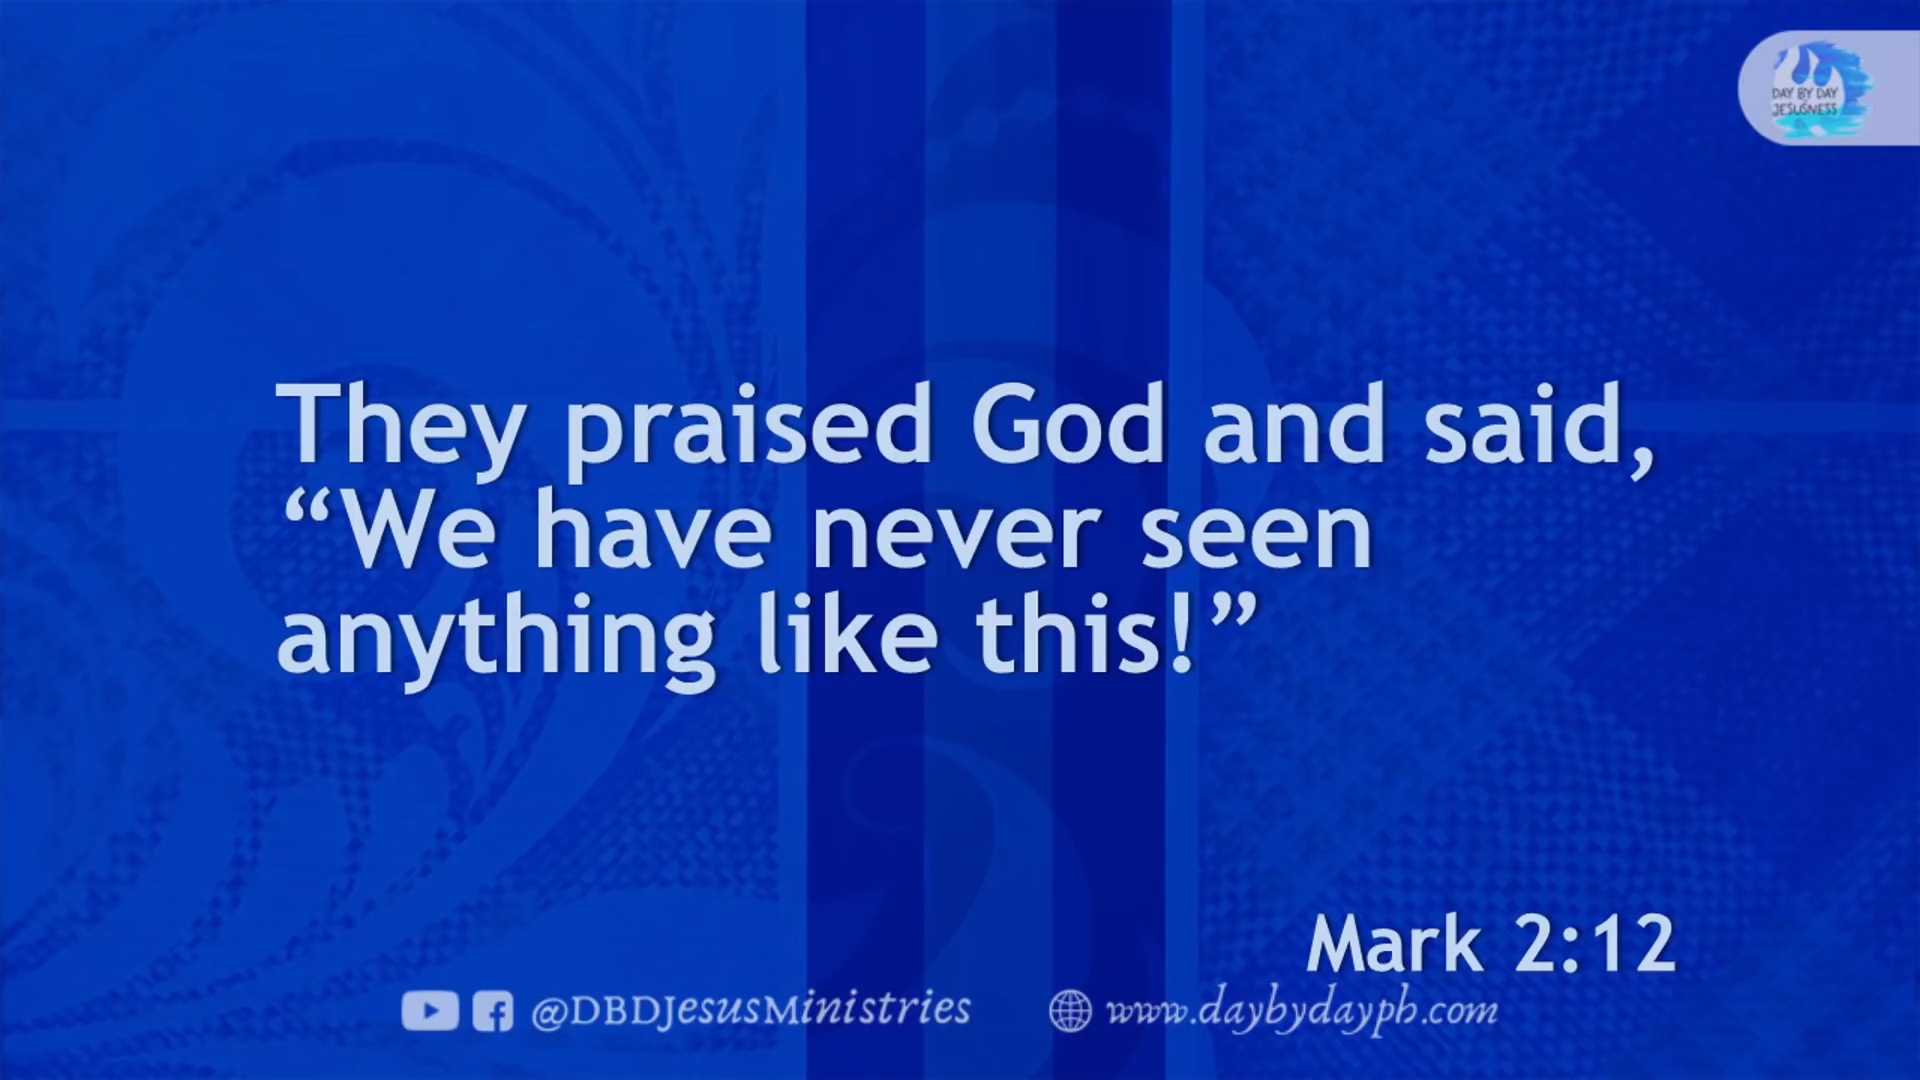 DAY BY DAY
JESUSNESS
They praised God and said,
“We have never seen
anything like this!”
Mark 2:12
@DBDJesusMinistries
www.daybydayph.com